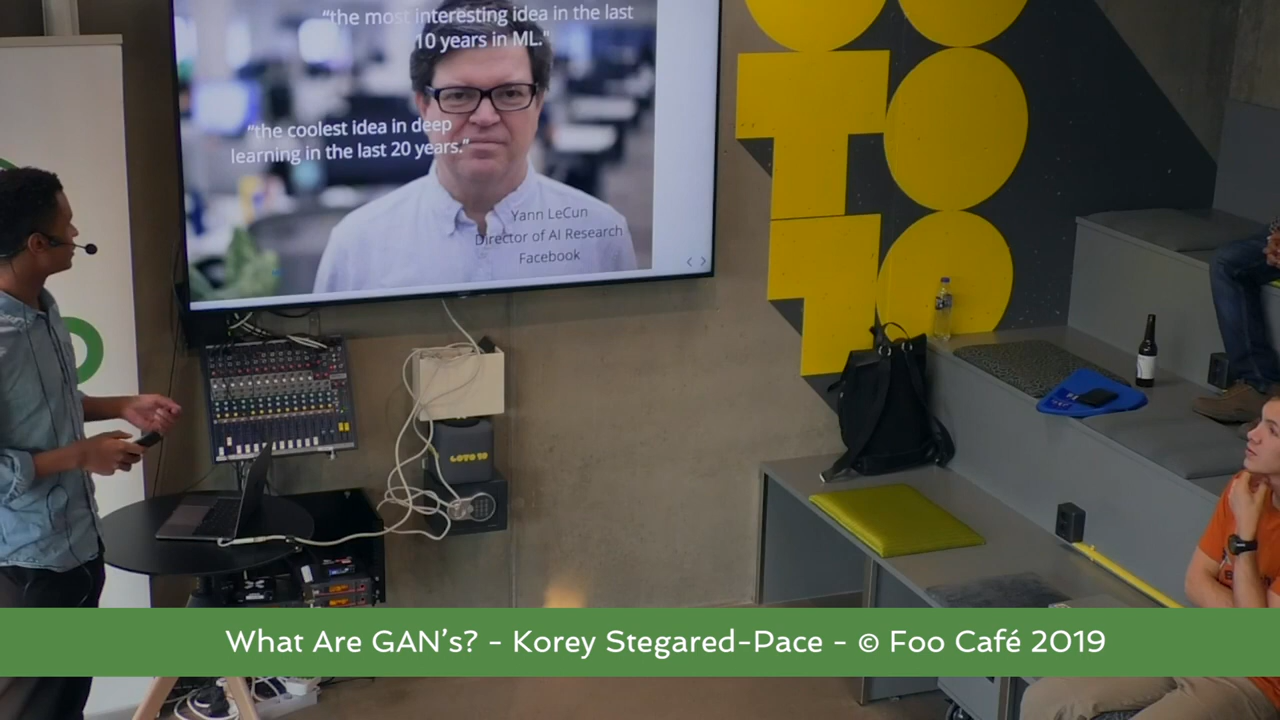 “the most interesting idea in the last
10 years in ML."
“the coolest idea in deep
learning in the last 20 years.”
Yann LeCun
Director of AI Research
Facebook
GOTO 10
What Are GAN’s? – Korey Stegared-Pace – © Foo Café 2019